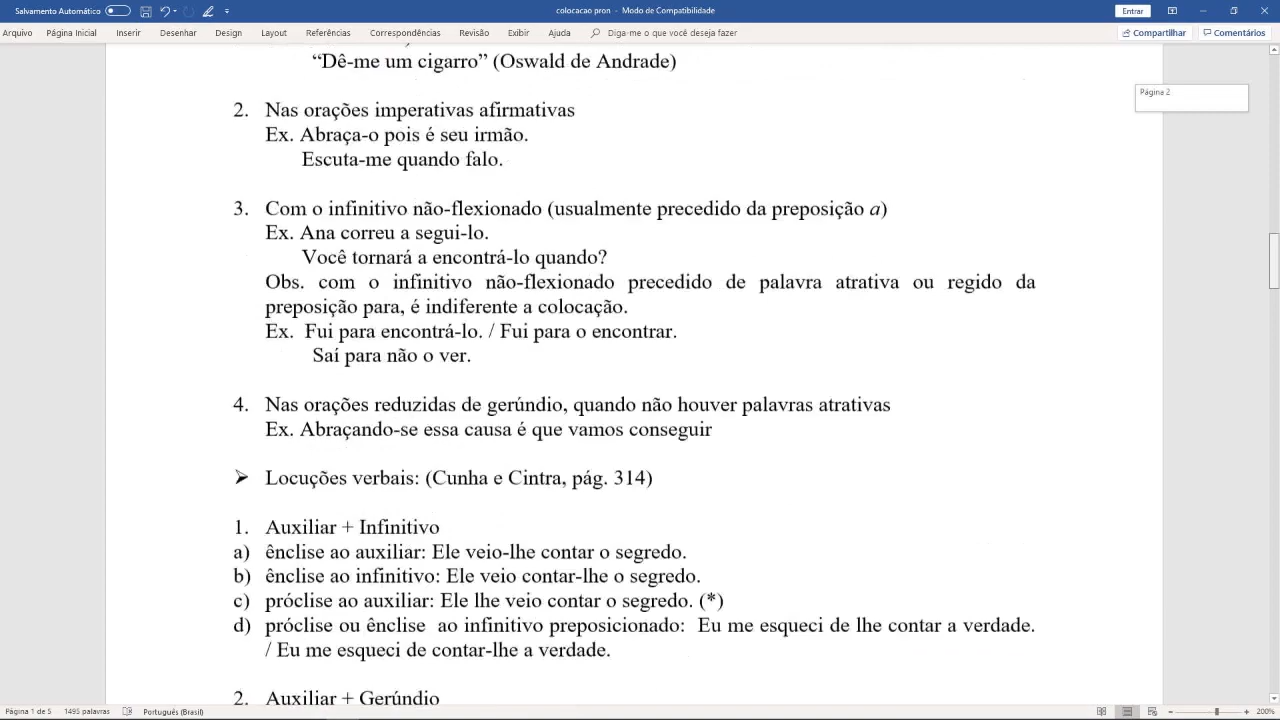 Salvamento Automático
colocacao pron - Modo de Compatibilidade
Entrar
Arquivo Página Inicial Inserir Desenhar Design Layout Referências Correspondências Revisão Exibir Ajuda Diga-me o que você deseja fazer
Compartilhar Comentários
“Dê-me um cigarro” (Oswald de Andrade)
Página 2
2. Nas orações imperativas afirmativas
Ex. Abraça-o pois é seu irmão.
Escuta-me quando falo.
3. Com o infinitivo não-flexionado (usualmente precedido da preposição a)
Ex. Ana correu a segui-lo.
Você tornará a encontrá-lo quando?
Obs. com o infinitivo não-flexionado precedido de palavra atrativa ou regido da
preposição para, é indiferente a colocação.
Ex. Fui para encontrá-lo. / Fui para o encontrar.
Saí para não o ver.
4. Nas orações reduzidas de gerúndio, quando não houver palavras atrativas
Ex. Abraçando-se essa causa é que vamos conseguir
➢ Locuções verbais: (Cunha e Cintra, pág. 314)
1. Auxiliar + Infinitivo
a) ênclise ao auxiliar: Ele veio-lhe contar o segredo.
b) ênclise ao infinitivo: Ele veio contar-lhe o segredo.
c) próclise ao auxiliar: Ele lhe veio contar o segredo. (*)
d) próclise ou ênclise ao infinitivo preposicionado: Eu me esqueci de lhe contar a verdade.
/ Eu me esqueci de contar-lhe a verdade.
2. Auxiliar + Gerúndio
Página 1 de 5 1495 palavras Português (Brasil)
200%